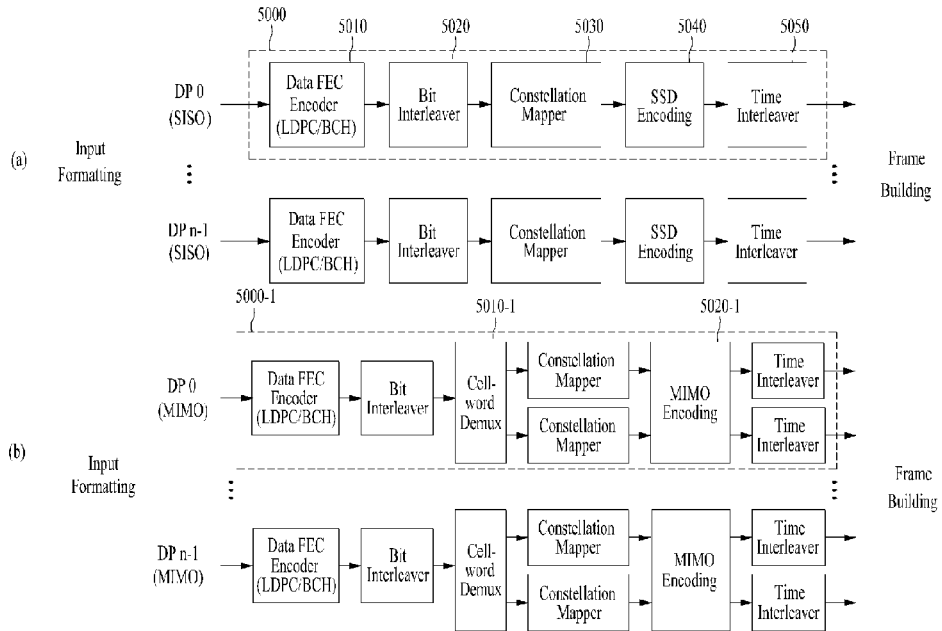 5000
5010
5020
5030
5040
5050
DP 0
(SISO)
Data FEC
Encoder
(LDPC/BCH)
Bit
Interleaver
Constellation
Mapper
SSD
Encoding
Time
Interleaver
(a)
Input
Formatting
Frame
Building
DP n-1
(SISO)
Data FEC
Encoder
(LDPC/BCH)
Bit
Interleaver
Constellation
Mapper
SSD
Encoding
Time
Interleaver
5000-1
5010-1
5020-1
DP 0
(MIMO)
Data FEC
Encoder
(LDPC/BCH)
Bit
Interleaver
Cell-
word
Demux
Constellation
Mapper
Constellation
Mapper
MIMO
Encoding
Time
Interleaver
Time
Interleaver
(b)
Input
Formatting
Frame
Building
DP n-1
(MIMO)
Data FEC
Encoder
(LDPC/BCH)
Bit
Interleaver
Cell-
word
Demux
Constellation
Mapper
Constellation
Mapper
MIMO
Encoding
Time
Interleaver
Time
Interleaver